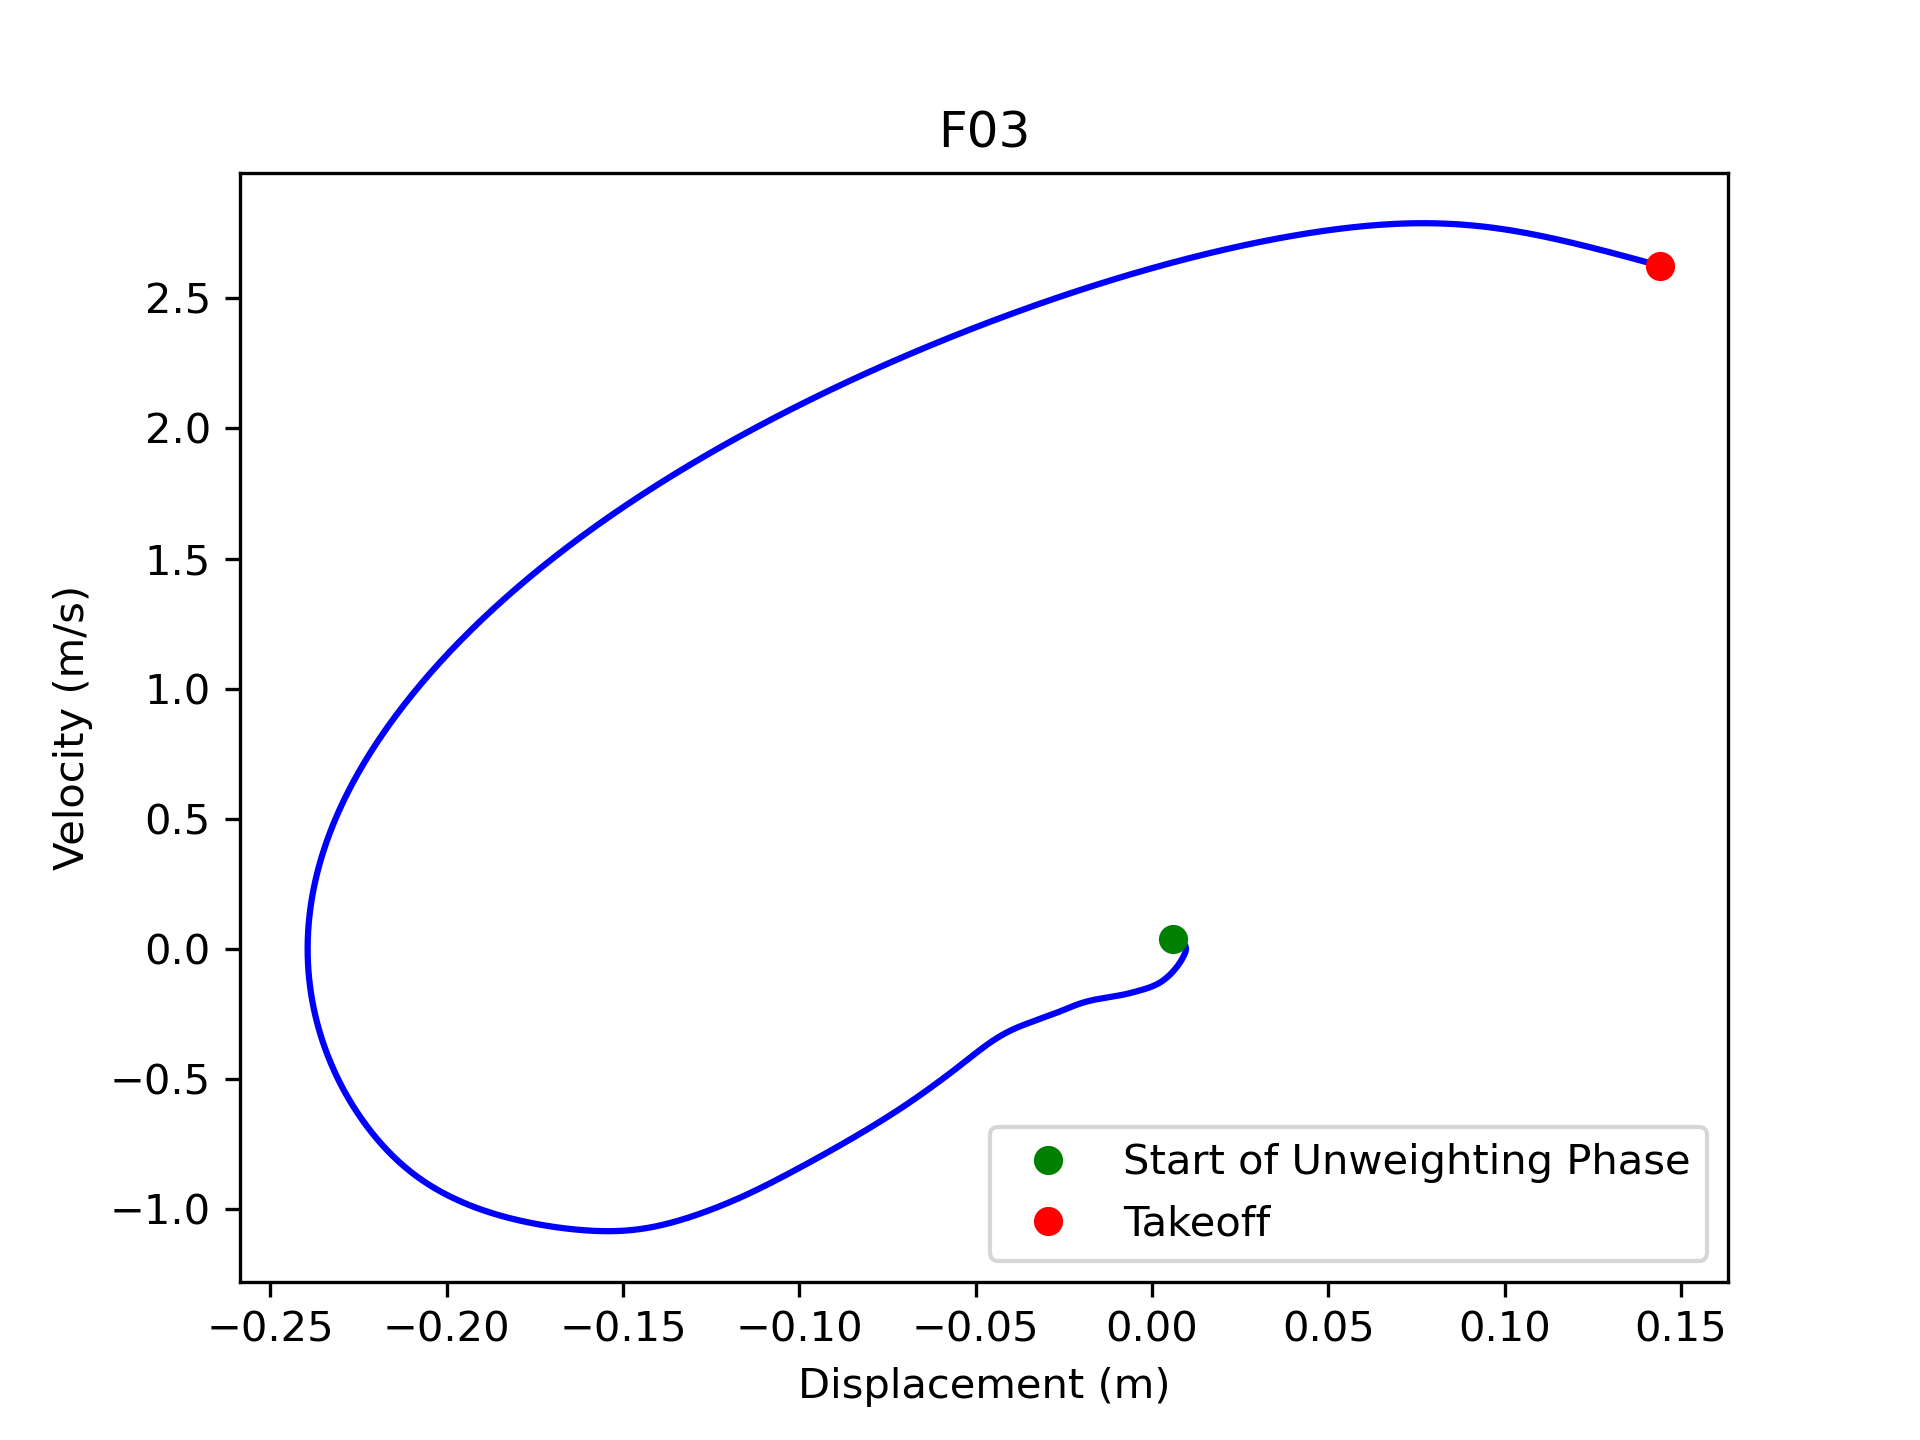 F03
Velocity (m/s)
2.5
2.0
1.5
1.0
0.5
0.0
−0.5
−1.0
Start of Unweighting Phase
Takeoff
−0.25 −0.20 −0.15 −0.10 −0.05 0.00 0.05 0.10 0.15
Displacement (m)